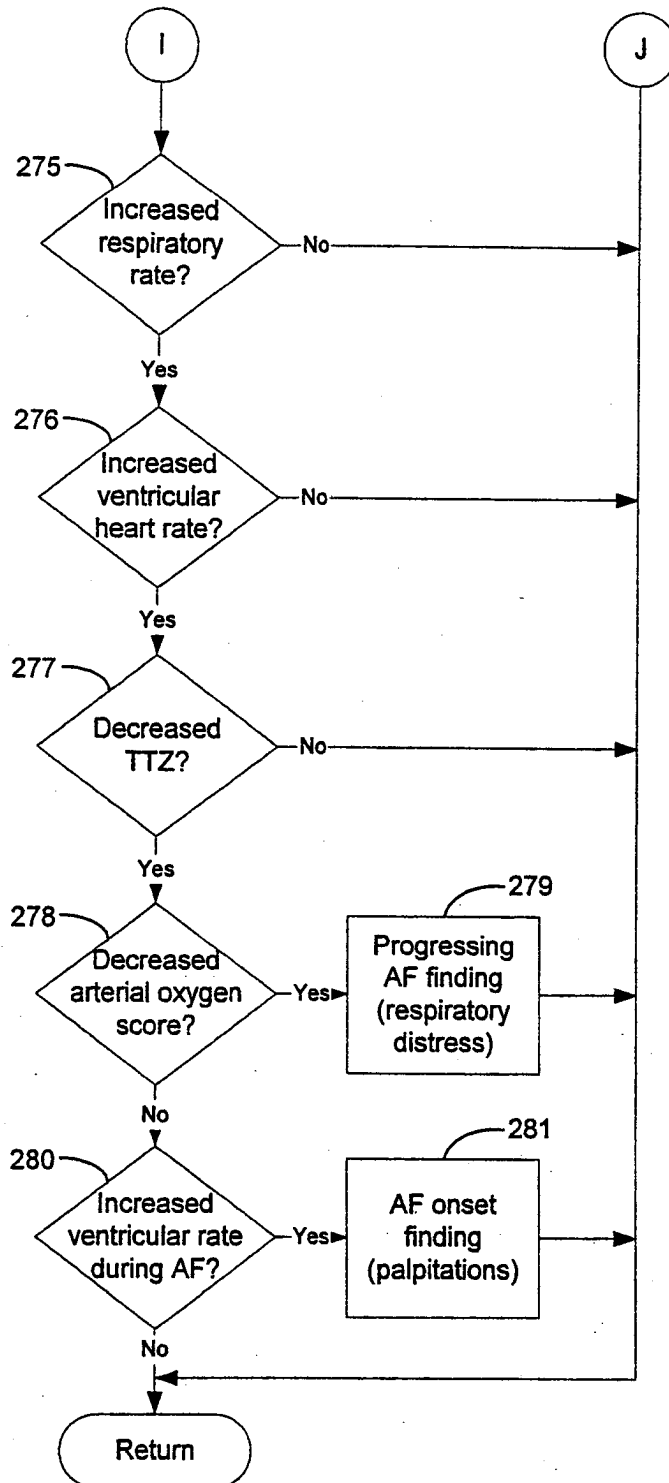 I
J
275
Increased
respiratory
rate?
No
Yes
276
Increased
ventricular
heart rate?
No
Yes
277
Decreased
TTZ?
No
Yes
278
Decreased
arterial oxygen
score?
Yes
279
Progressing
AF finding
(respiratory
distress)
No
280
Increased
ventricular rate
during AF?
Yes
281
AF onset
finding
(palpitations)
No
Return